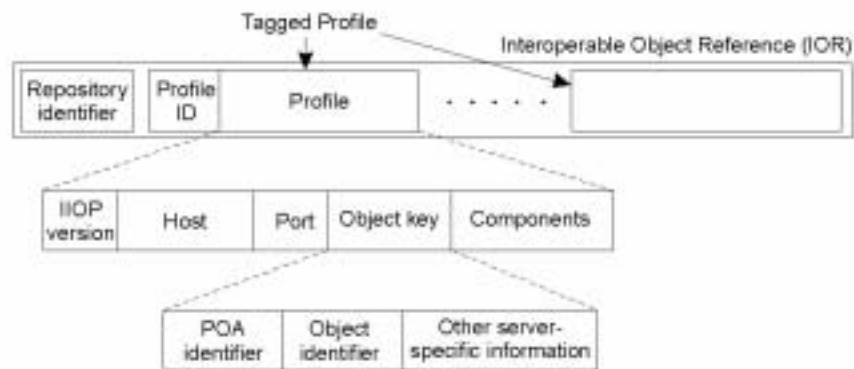 Tagged Profile
Interoperable Object Reference (IOR)
Repository
identifier
Profile
ID
Profile
IIOP
version
Host
Port
Object key
Components
POA
identifier
Object
identifier
Other server-
specific information